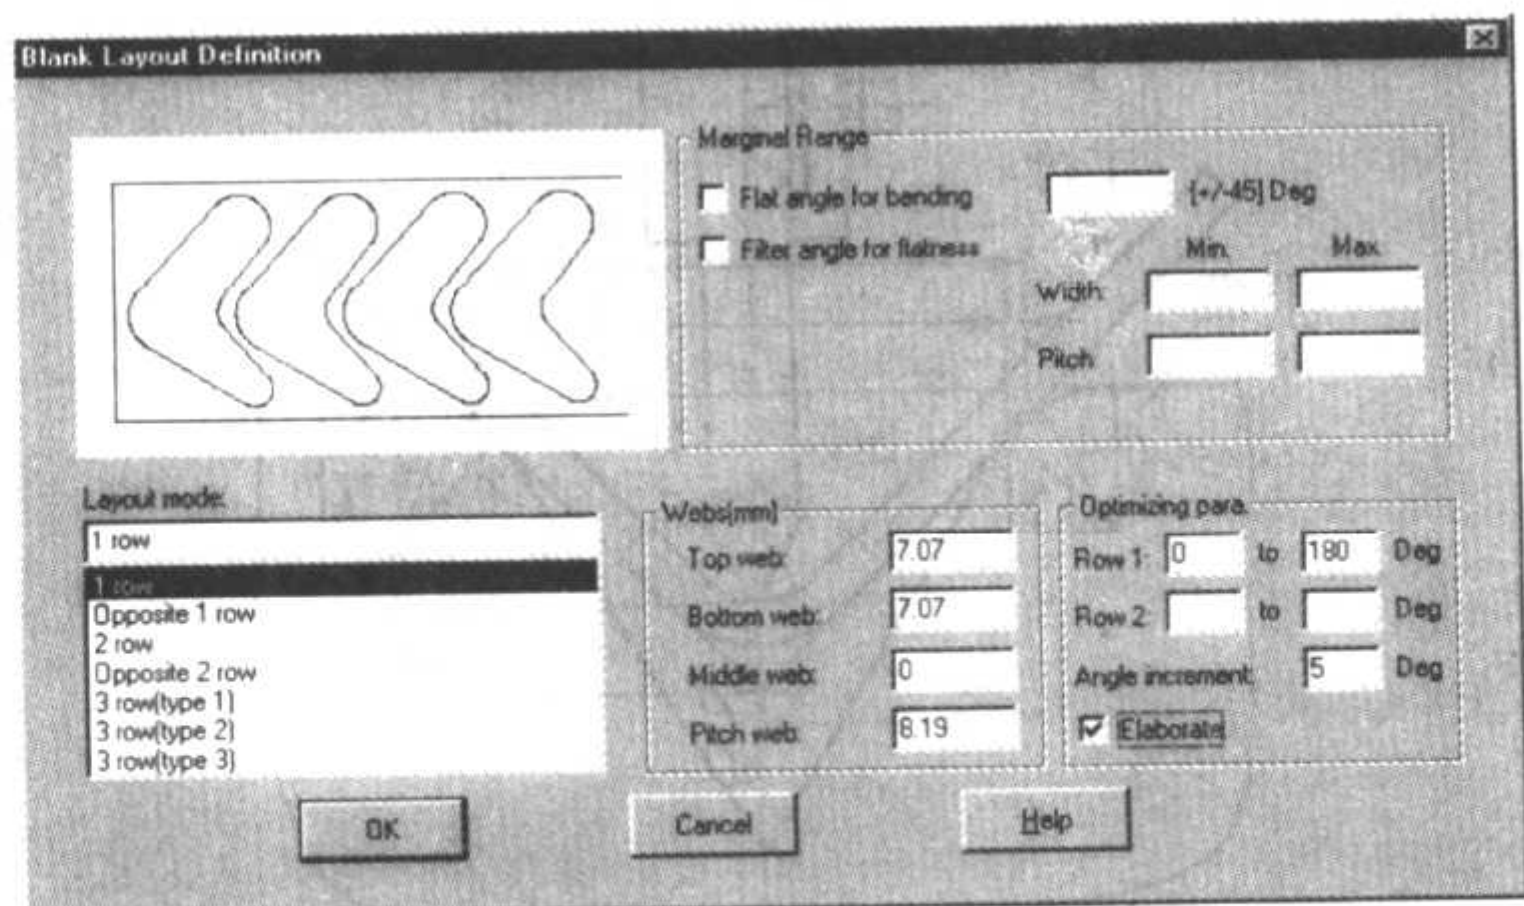 Blank Layout Definition
Marginal Range
Flat angle for bending
[+/-45] Deg
Filter angle for flatness
Min.
Max.
Width:
Pitch:
Layout mode:
1 row
1 row
Opposite 1 row
2 row
Opposite 2 row
3 row(type 1)
3 row(type 2)
3 row(type 3)
Webs(mm)
Top web: 7.07
Bottom web: 7.07
Middle web: 0
Pitch web: 8.19
Optimizing para.
Row 1: 0 to 180 Deg
Row 2: to Deg
Angle increment: 5 Deg
Elaborate
OK
Cancel
Help